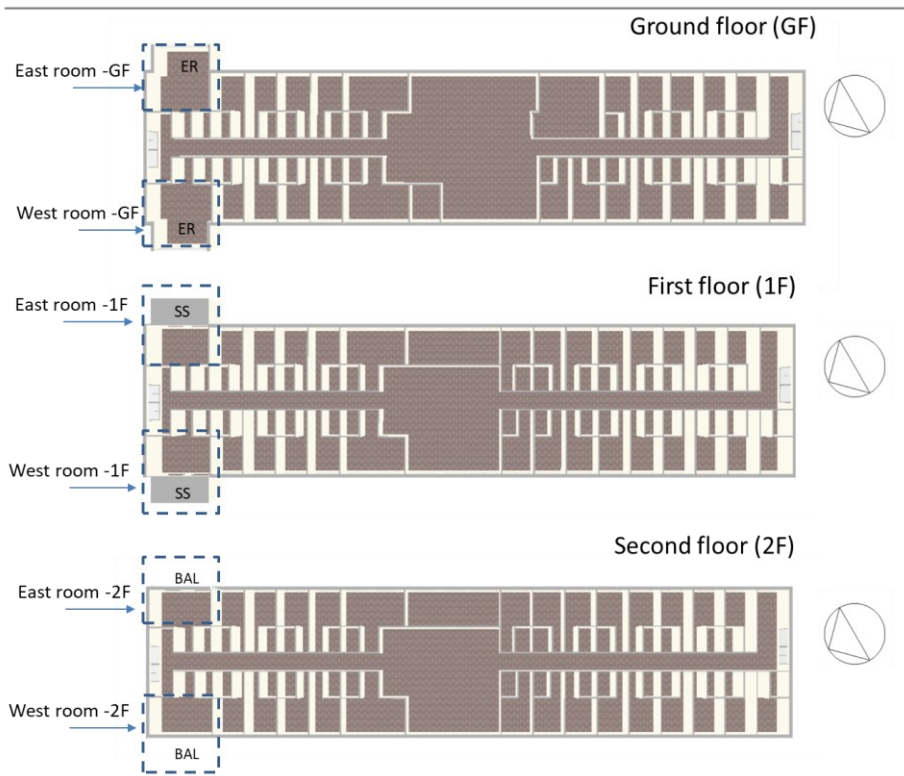 Ground floor (GF)
East room -GF
ER
West room -GF
ER
First floor (1F)
East room -1F
SS
West room -1F
SS
Second floor (2F)
BAL
East room -2F
West room -2F
BAL